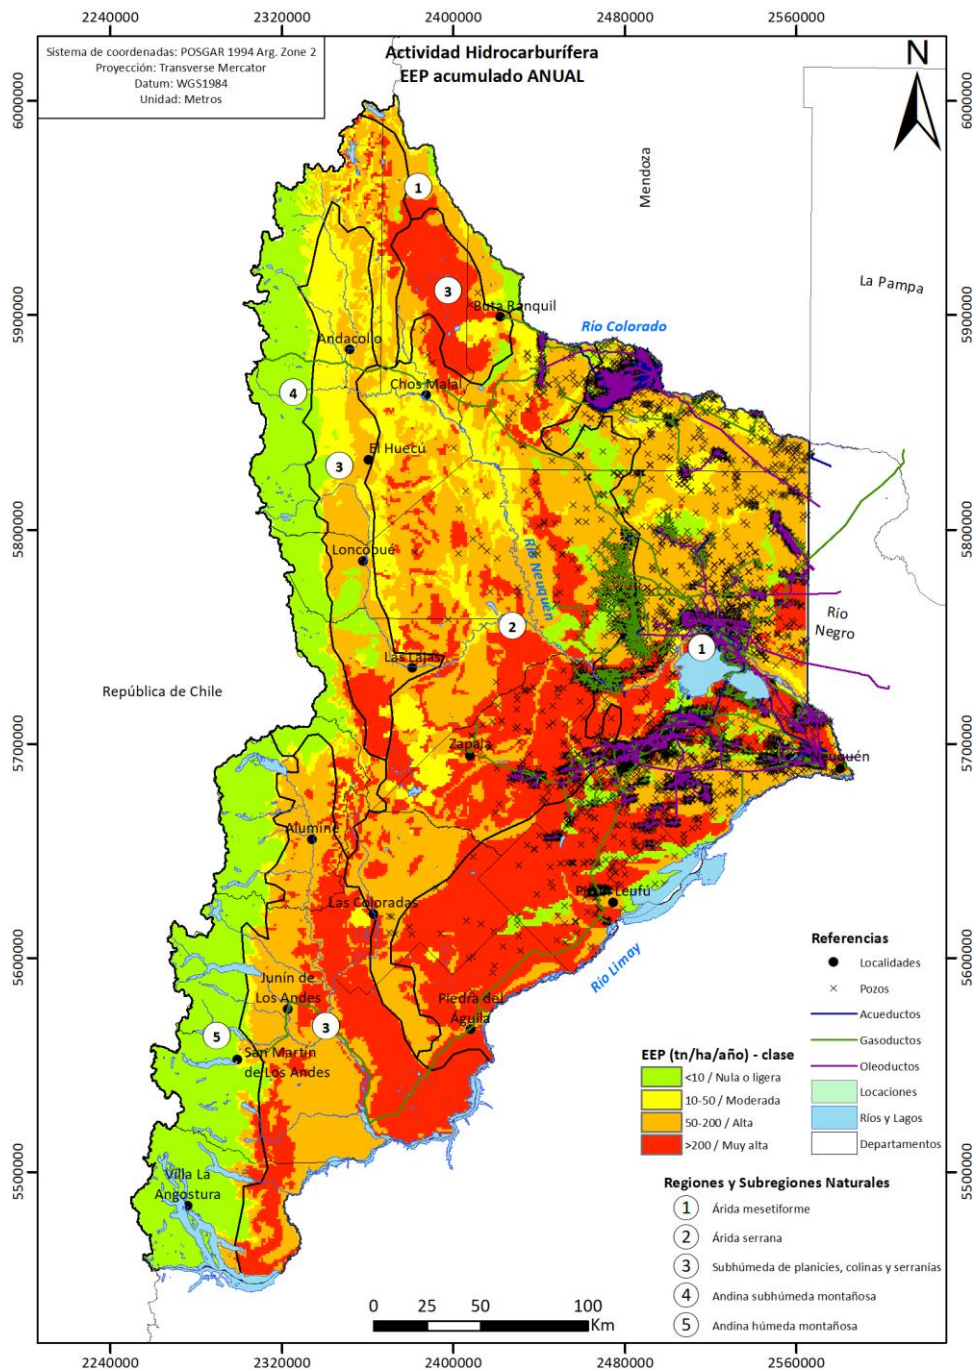 2240000 2320000 2400000 2480000 2560000
Sistema de coordenadas: POSGAR 1994 Arg. Zone 2
Proyección: Transverse Mercator
Datum: WGS1984
Unidad: Metros
Actividad Hidrocarburífera
EEP acumulado ANUAL
N
6000000
6000000
Mendoza
1
La Pampa
3
Buta Ranquil
5900000
5900000
Río Colorado
Andacollo
Chos Malal
4
El Huecú
3
5800000
5800000
Loncopué
Río Neuquén
Río
Negro
2
1
Las Lajas
República de Chile
Zapala
5700000
5700000
Neuquén
Aluminé
Las Coloradas
Leufú
Río Limay
5600000
5600000
Junín de
Los Andes
Piedra del
Águila
3
5
San Martín
de Los Andes
Villa La
Angostura
5500000
5500000
Referencias
Localidades
Pozos
Acueductos
Gasoductos
Oleoductos
Locaciones
Ríos y Lagos
Departamentos
EEP (tn/ha/año) - clase
<10 / Nula o ligera
10-50 / Moderada
50-200 / Alta
>200 / Muy alta
Regiones y Subregiones Naturales
1 Árida mesetiforme
2 Árida serrana
3 Subhúmeda de planicies, colinas y serranías
4 Andina subhúmeda montañosa
5 Andina húmeda montañosa
0 25 50 100
Km
2240000 2320000 2400000 2480000 2560000